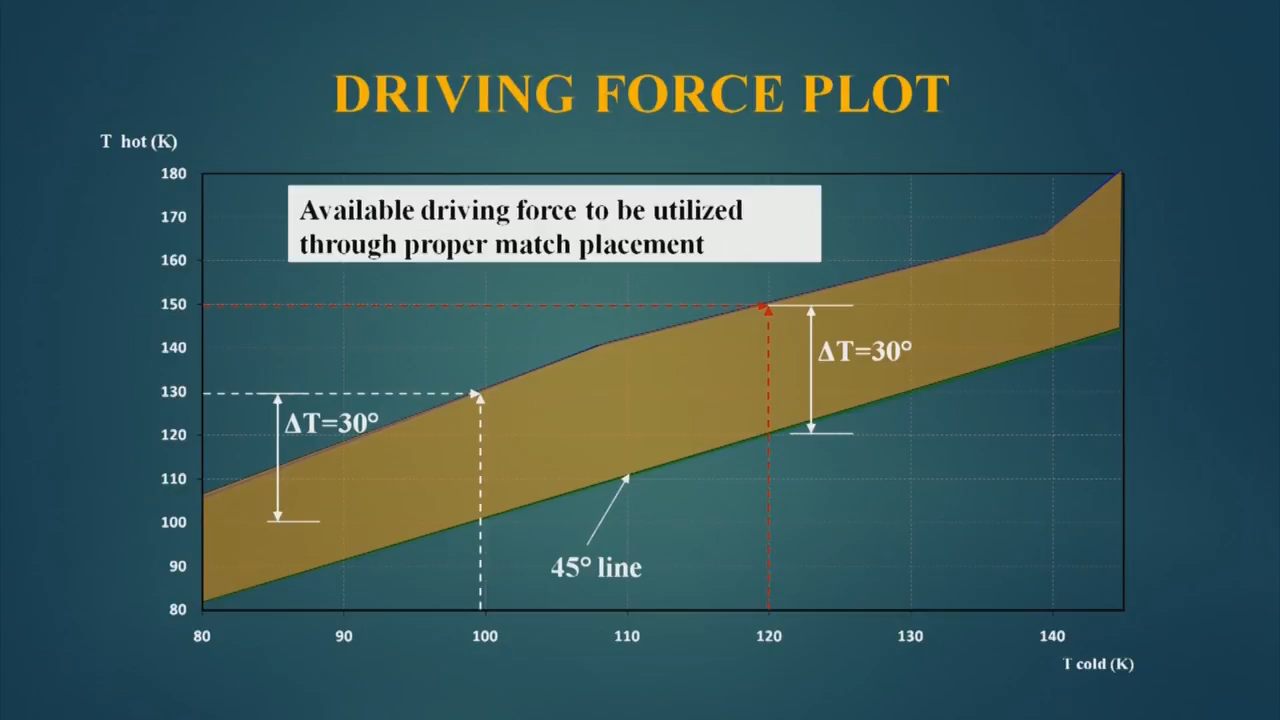 DRIVING FORCE PLOT
T hot (K)
Available driving force to be utilized
through proper match placement
180
170
160
150
140
130
120
110
100
90
80
ΔT=30°
ΔT=30°
45° line
80 90 100 110 120 130 140
T cold (K)